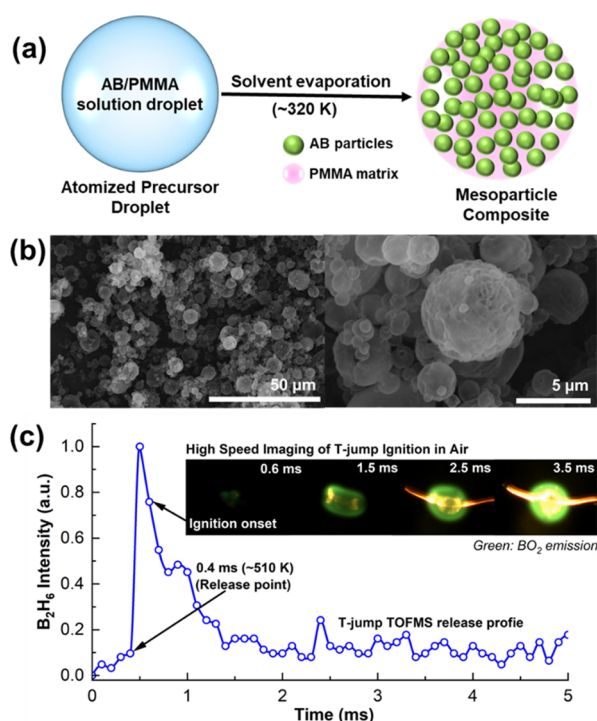 (a)
AB/PMMA
solution droplet
Atomized Precursor
Droplet
Solvent evaporation
(~320 K)
AB particles
PMMA matrix
Mesoparticle
Composite
(b)
50 µm
5 µm
(c)
High Speed Imaging of T-jump Ignition in Air
0.6 ms 1.5 ms 2.5 ms 3.5 ms
Green: BO₂ emission
Ignition onset
0.4 ms (~510 K)
(Release point)
T-jump TOFMS release profie
B₂H₆ Intensity (a.u.)
1.0
0.8
0.6
0.4
0.2
0.0
0 1 2 3 4 5
Time (ms)